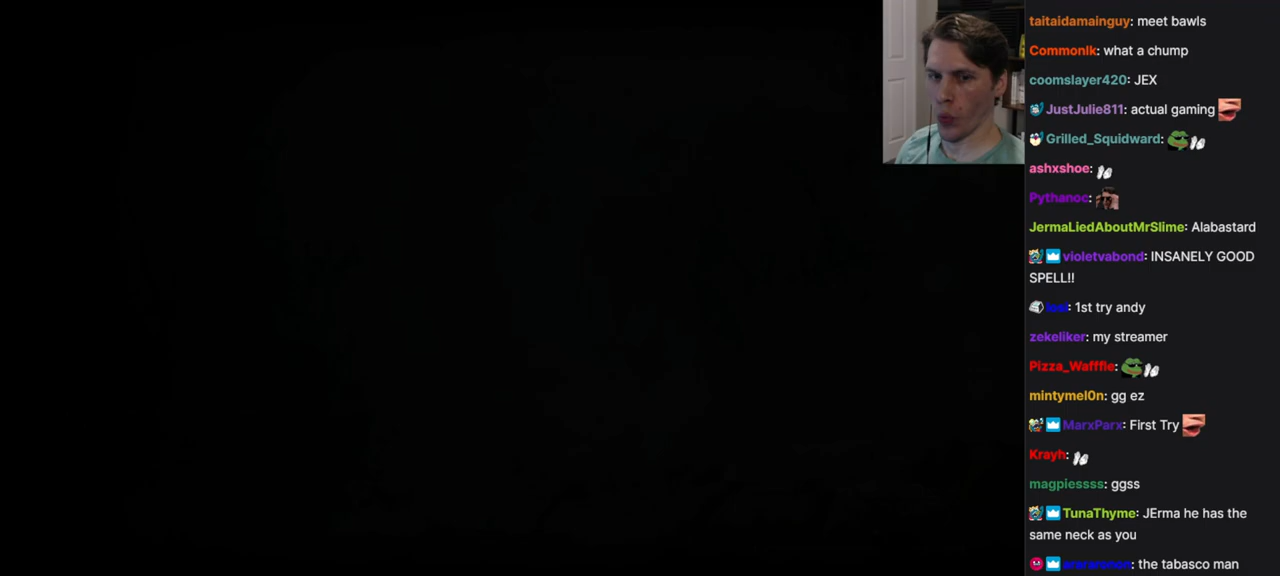 taitaidamainguy: meet bawls
Commonlk: what a chump
coomslayer420: JEX
JustJulie811: actual gaming
Grilled_Squidward:
ashxshoe:
Pythanoc:
JermaLiedAboutMrSlime: Alabastard
violetvabond: INSANELY GOOD
SPELL!!
: 1st try andy
zekeliker: my streamer
Pizza_Wafffle:
mintymel0n: gg ez
MarxParx: First Try
Krayh:
magpiessss: ggss
TunaThyme: JErma he has the
same neck as you
: the tabasco man